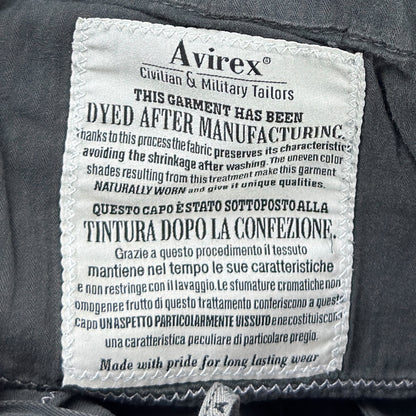 Avirex®
Civilian & Military Tailors
THIS GARMENT HAS BEEN
DYED AFTER MANUFACTURING.
hanks to this process the fabric preserves its characteristic
avoiding the shrinkage after washing. The uneven color
shades resulting from this treatment make this garment
NATURALLY WORN and give it unique qualities.
QUESTO CAPO È STATO SOTTOPOSTO ALLA
TINTURA DOPO LA CONFEZIONE.
Grazie a questo procedimento il tessuto
mantiene nel tempo le sue caratteristiche
e non restringe con il lavaggio. Le sfumature cromatiche non
omogenee frutto di questo trattamento conferiscono a quest
capo UN ASPETTO PARTICOLARMENTE VISSUTO e ne costituiscono
una caratteristica peculiare di particolare pregio.
Made with pride for long lasting wear